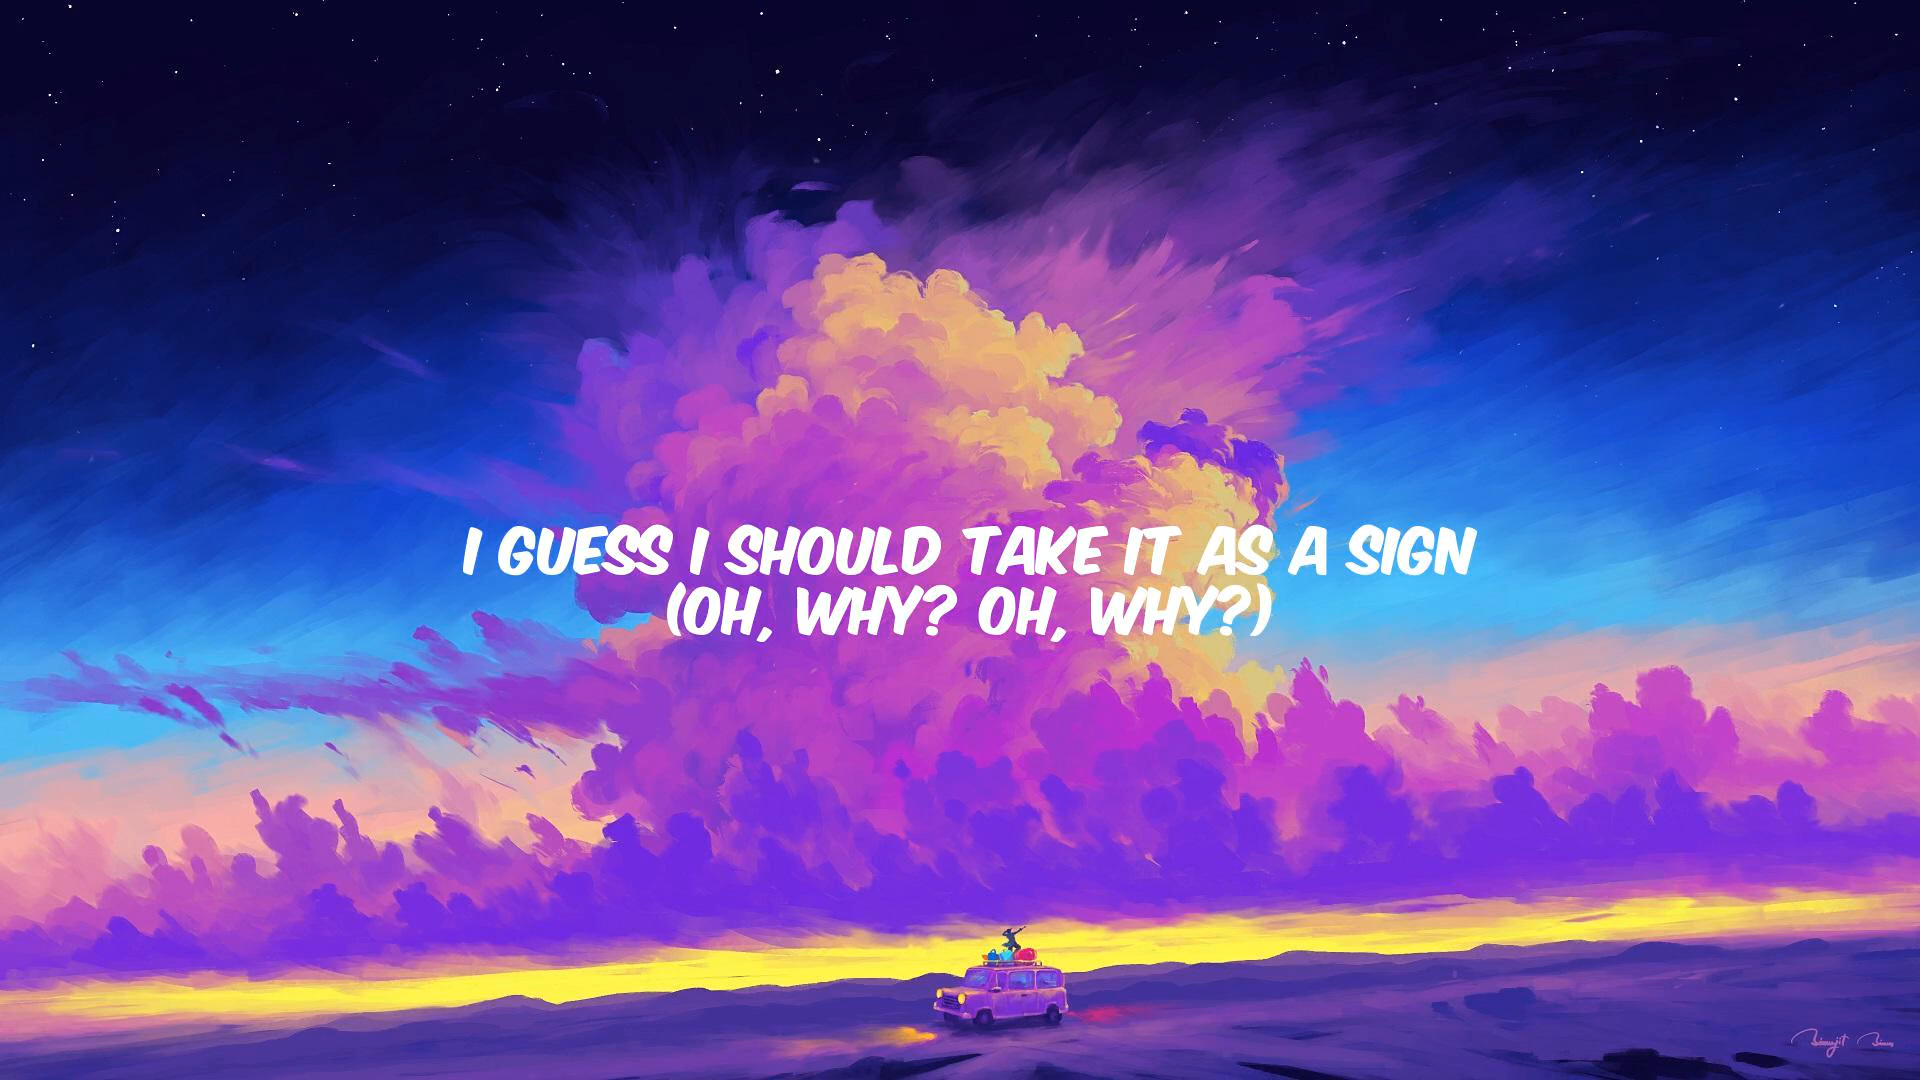 I GUESS I SHOULD TAKE IT AS A SIGN
(OH, WHY? OH, WHY?)